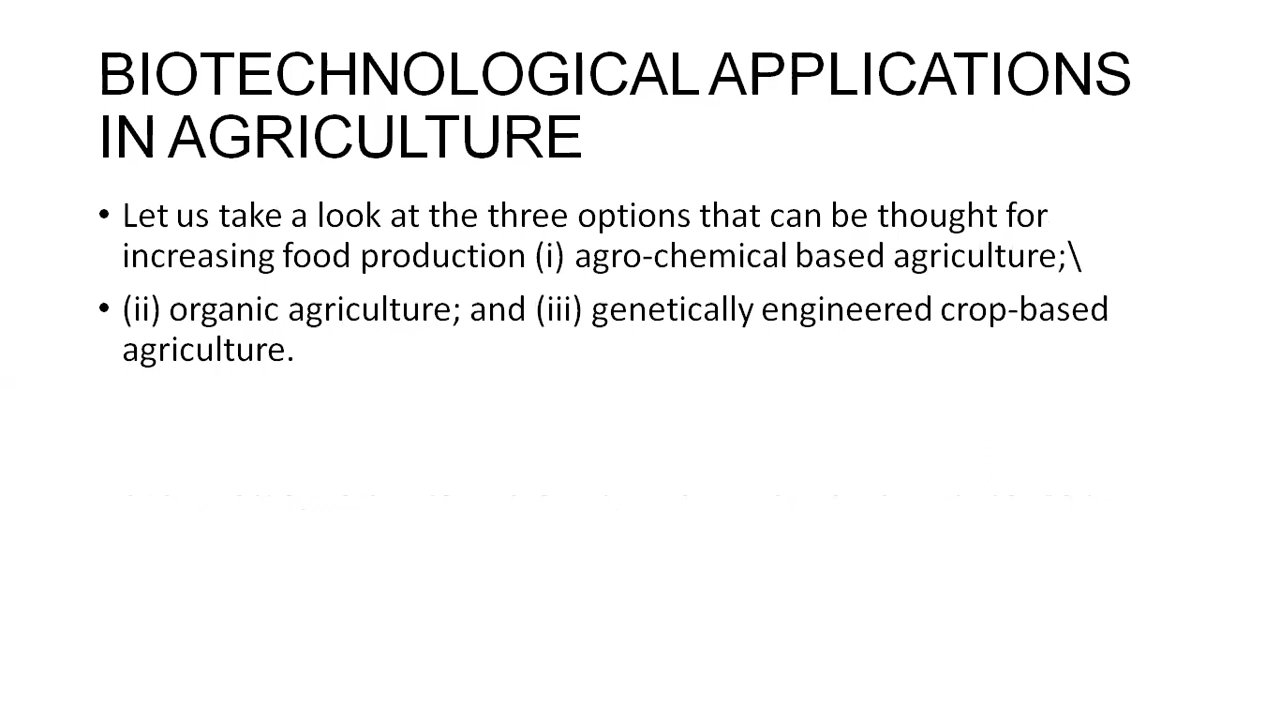 BIOTECHNOLOGICAL APPLICATIONS
IN AGRICULTURE
• Let us take a look at the three options that can be thought for
increasing food production (i) agro-chemical based agriculture;\
• (ii) organic agriculture; and (iii) genetically engineered crop-based
agriculture.